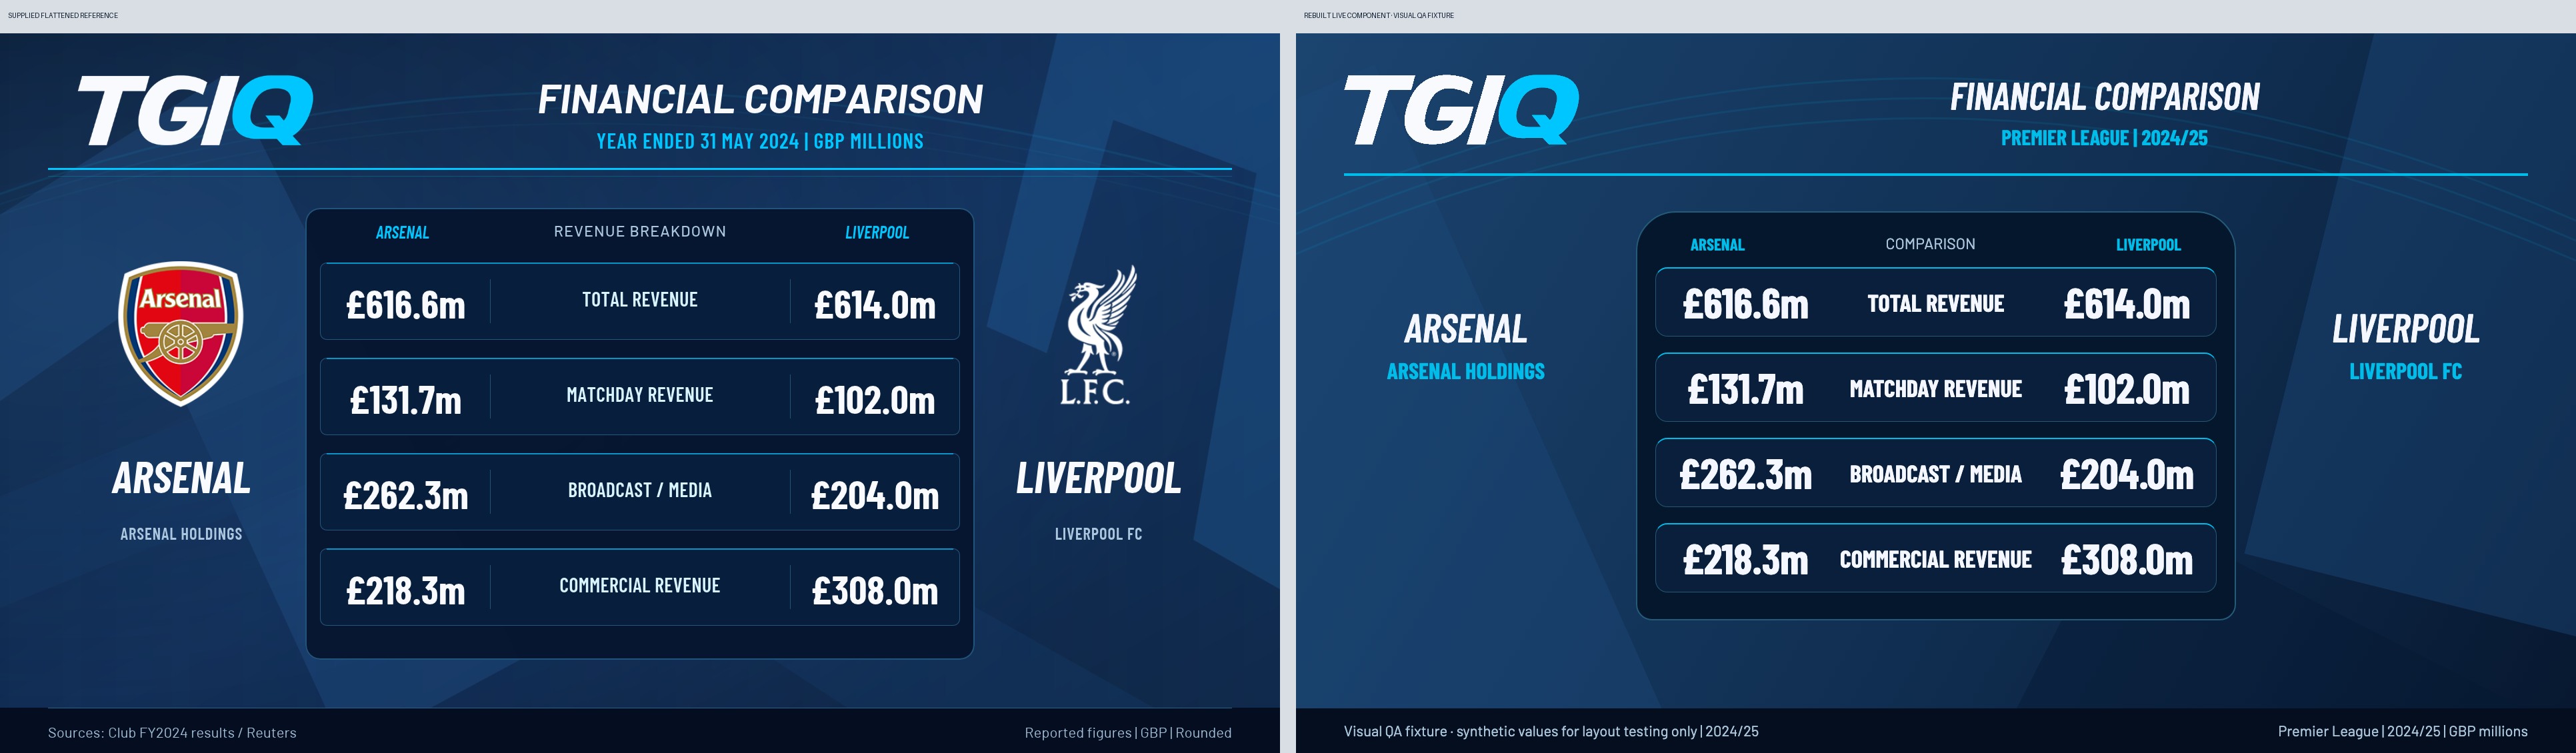 SUPPLIED FLATTENED REFERENCE
TGIQ
FINANCIAL COMPARISON
YEAR ENDED 31 MAY 2024 | GBP MILLIONS
ARSENAL REVENUE BREAKDOWN LIVERPOOL
Arsenal
£616.6m TOTAL REVENUE £614.0m
£131.7m MATCHDAY REVENUE £102.0m
L.F.C.
ARSENAL
ARSENAL HOLDINGS
£262.3m BROADCAST / MEDIA £204.0m
£218.3m COMMERCIAL REVENUE £308.0m
LIVERPOOL
LIVERPOOL FC
Sources: Club FY2024 results / Reuters
Reported figures | GBP | Rounded
REBUILT LIVE COMPONENT · VISUAL QA FIXTURE
TGIQ
FINANCIAL COMPARISON
PREMIER LEAGUE | 2024/25
ARSENAL
ARSENAL HOLDINGS
ARSENAL COMPARISON LIVERPOOL
£616.6m TOTAL REVENUE £614.0m
£131.7m MATCHDAY REVENUE £102.0m
£262.3m BROADCAST / MEDIA £204.0m
£218.3m COMMERCIAL REVENUE £308.0m
LIVERPOOL
LIVERPOOL FC
Visual QA fixture · synthetic values for layout testing only | 2024/25
Premier League | 2024/25 | GBP millions